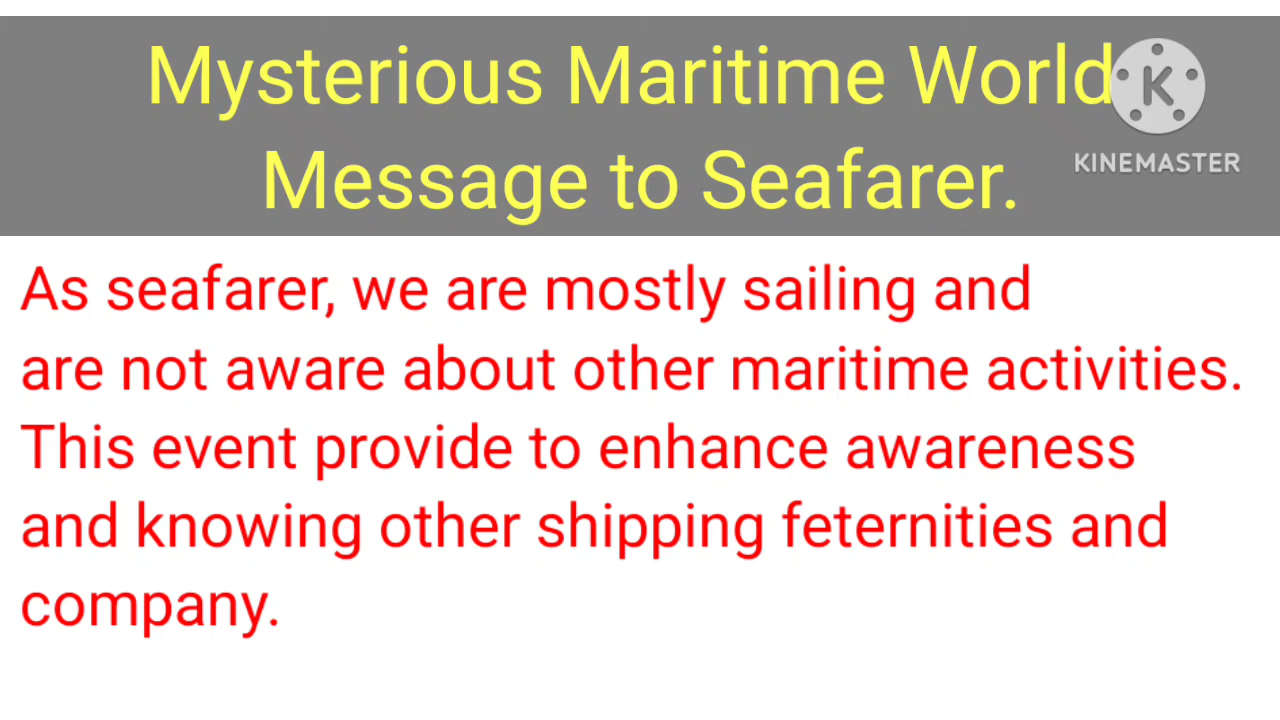 Mysterious Maritime World
Message to Seafarer.
KINEMASTER
As seafarer, we are mostly sailing and
are not aware about other maritime activities.
This event provide to enhance awareness
and knowing other shipping feternities and
company.